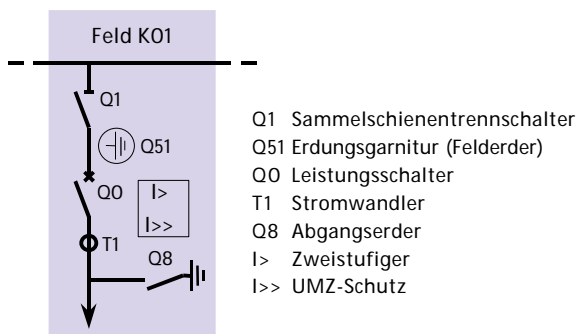 Feld K01
Q1
Q51
Q0
I>
I>>
T1
Q8
Q1 Sammelschienentrennschalter
Q51 Erdungsgarnitur (Felderder)
Q0 Leistungsschalter
T1 Stromwandler
Q8 Abgangserder
I> Zweistufiger
I>> UMZ-Schutz